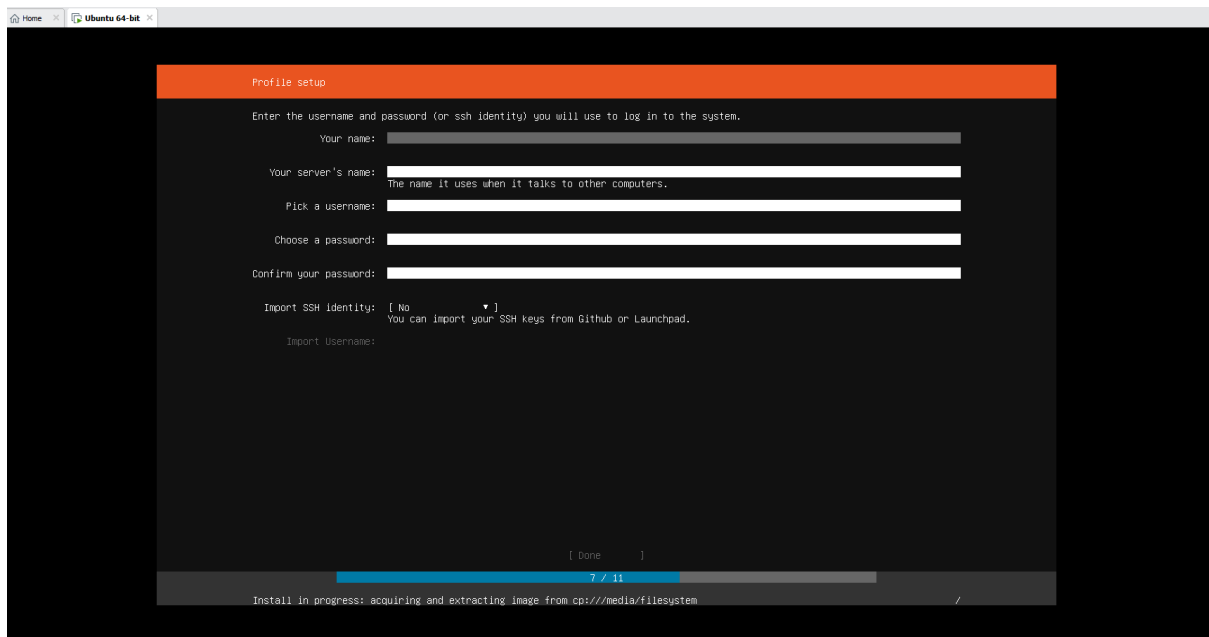 Home
Ubuntu 64-bit
Profile setup
Enter the username and password (or ssh identity) you will use to log in to the system.
Your name:
Your server's name:
The name it uses when it talks to other computers.
Pick a username:
Choose a password:
Confirm your password:
Import SSH identity: [ No ▼ ]
You can import your SSH keys from Github or Launchpad.
Import Username:
[ Done ]
7 / 11
Install in progress: acquiring and extracting image from cp:///media/filesystem /